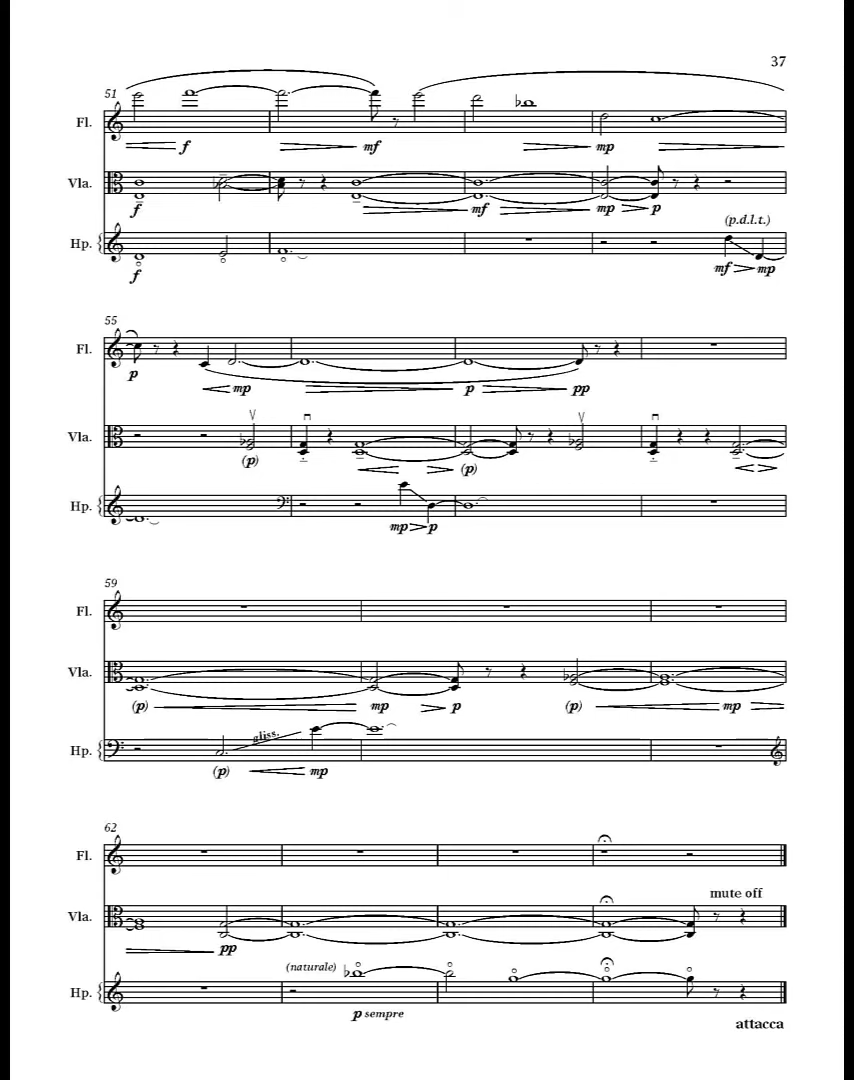 37
51
Fl.
f mf mp
Vla.
f mf mp p
(p.d.l.t.)
Hp.
f mf mp
55
Fl.
p mp p pp
Vla.
(p) (p)
Hp.
mp p
59
Fl.
Vla.
(p) mp p (p) mp
gliss.
Hp.
(p) mp
62
Fl.
mute off
Vla.
pp
(naturale)
Hp.
p sempre
attacca